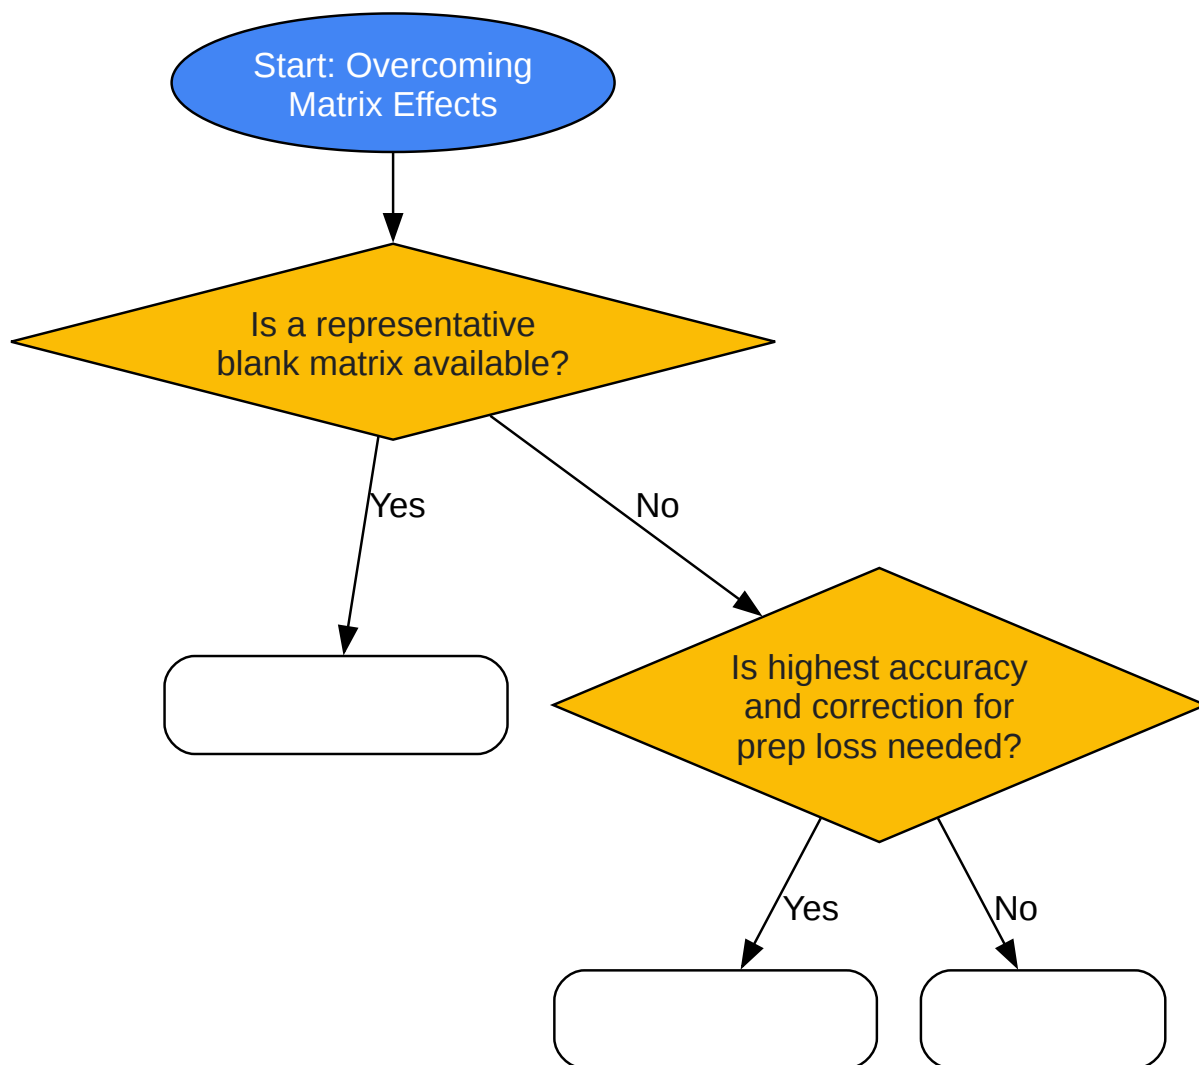 Start: Overcoming
Matrix Effects
Is a representative
blank matrix available?
Yes
No
Is highest accuracy
and correction for
prep loss needed?
Yes
No